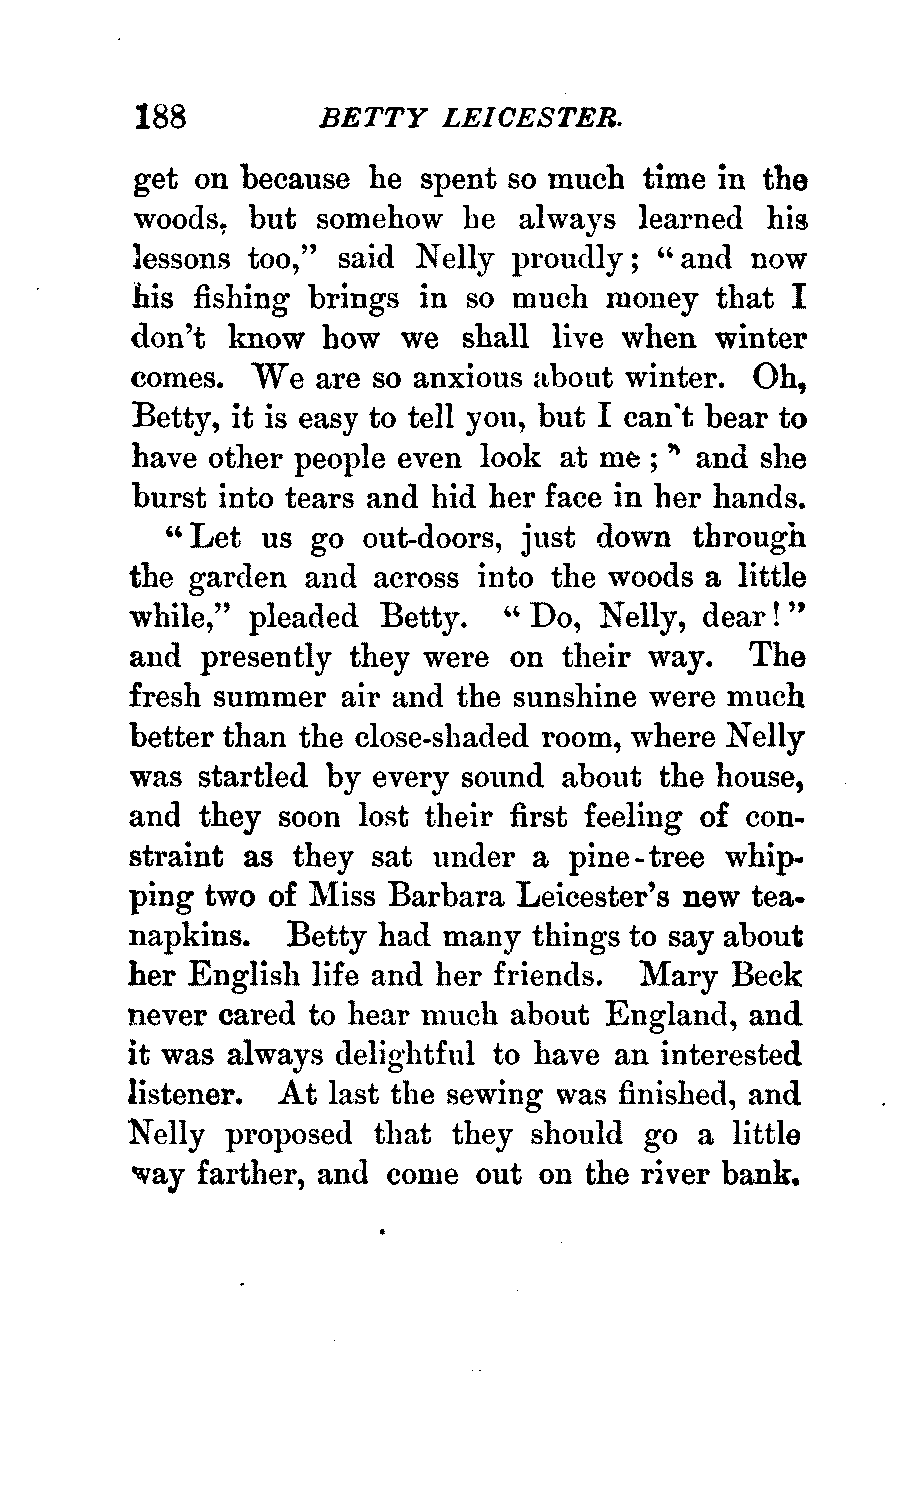 188 BETTY LEICESTER.
get on because he spent so much time in the
woods, but somehow he always learned his
lessons too," said Nelly proudly; "and now
his fishing brings in so much money that I
don't know how we shall live when winter
comes. We are so anxious about winter. Oh,
Betty, it is easy to tell you, but I can't bear to
have other people even look at me;" and she
burst into tears and hid her face in her hands.
"Let us go out-doors, just down through
the garden and across into the woods a little
while," pleaded Betty. "Do, Nelly, dear!"
and presently they were on their way. The
fresh summer air and the sunshine were much
better than the close-shaded room, where Nelly
was startled by every sound about the house,
and they soon lost their first feeling of con-
straint as they sat under a pine-tree whip-
ping two of Miss Barbara Leicester's new tea-
napkins. Betty had many things to say about
her English life and her friends. Mary Beck
never cared to hear much about England, and
it was always delightful to have an interested
listener. At last the sewing was finished, and
Nelly proposed that they should go a little
way farther, and come out on the river bank.